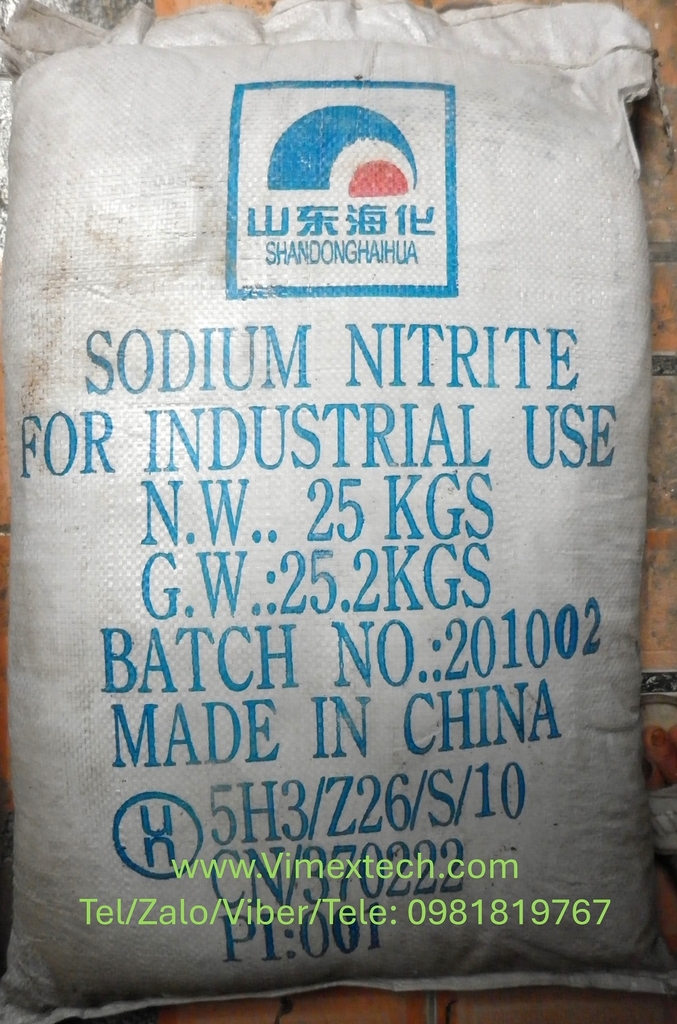 山东海化
SHANDONGHAIHUA
SODIUM NITRITE
FOR INDUSTRIAL USE
N.W.. 25 KGS
G.W.:25.2KGS
BATCH NO.:201002
MADE IN CHINA
un 5H3/Z26/S/10
CN/370222
www.Vimextech.com
Tel/Zalo/Viber/Tele: 0981819767
PI:001